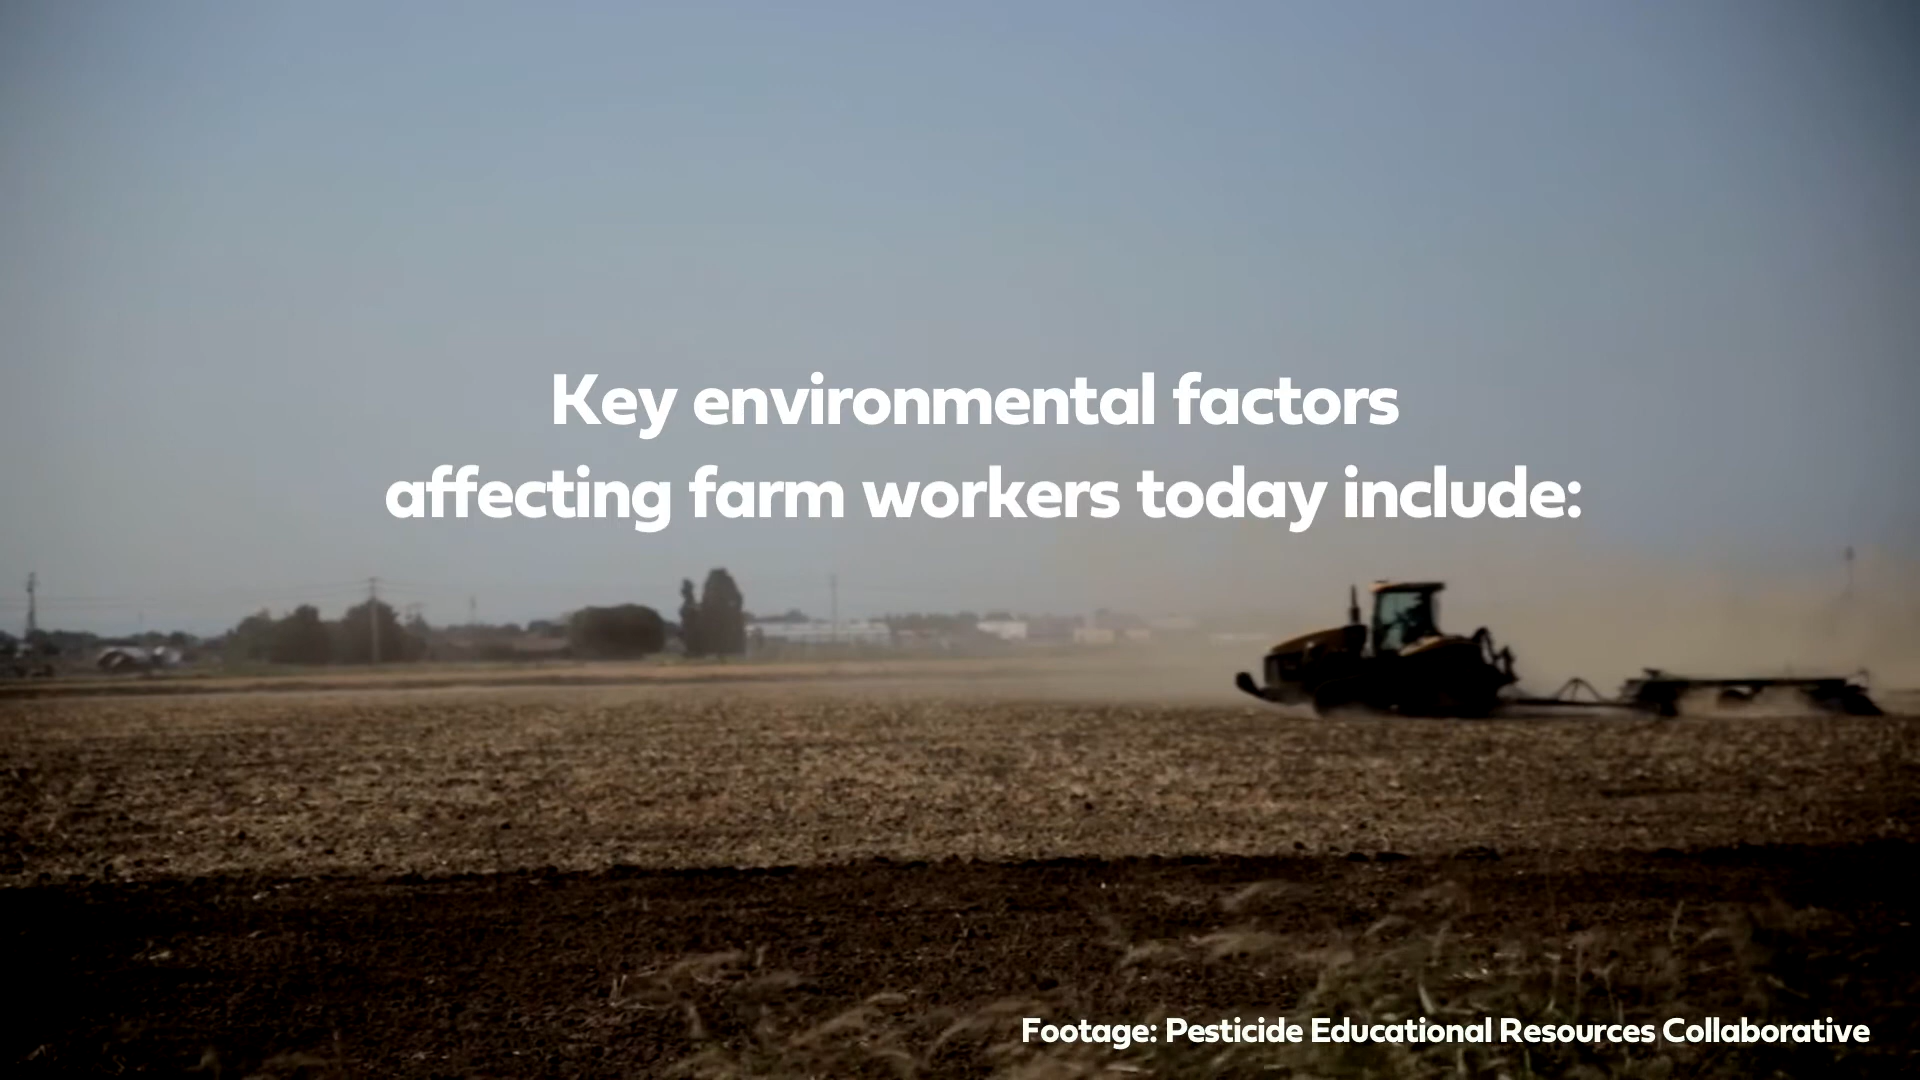 Key environmental factors
affecting farm workers today include:
Footage: Pesticide Educational Resources Collaborative